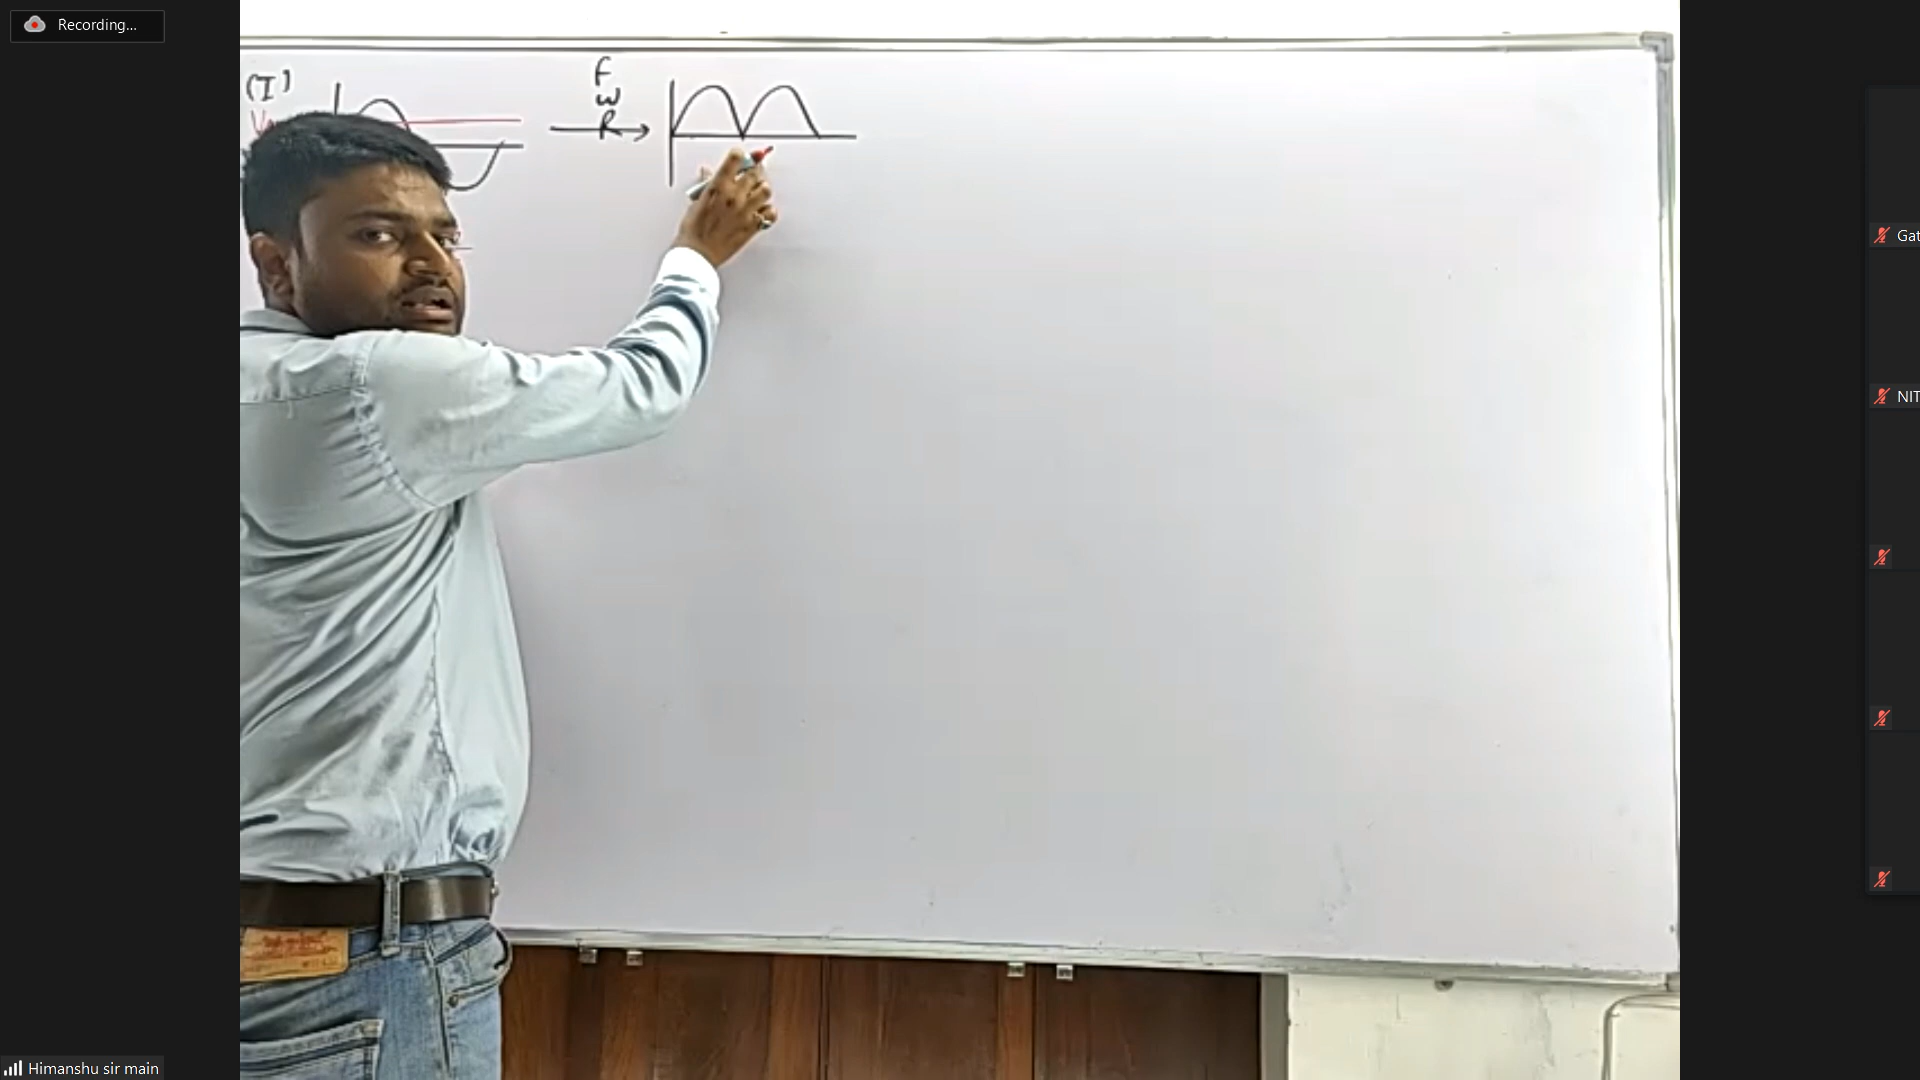 Recording...
(I)
F
W
R
Gat
NIT
Himanshu sir main